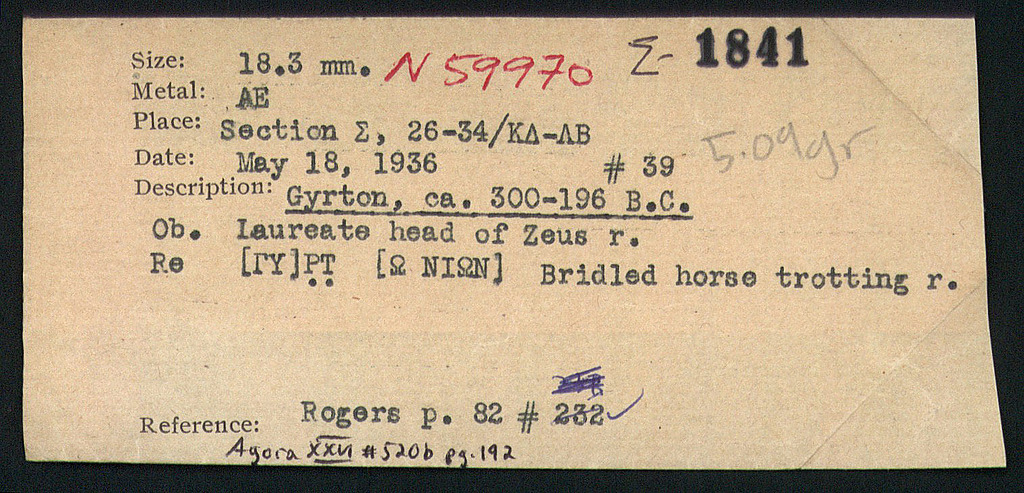 Σ- 1841
Size: 18.3 mm. N 59970
Metal: AE
Place: Section Σ, 26-34/ΚΔ-ΛΒ
5.09gr
Date: May 18, 1936 # 39
Description: Gyrton, ca. 300-196 B.C.
Ob. Laureate head of Zeus r.
Re [ΓΥ]ΡΤ [Ω ΝΙΩΝ] Bridled horse trotting r.
Reference: Rogers p. 82 # 232✓
Agora XXVI #520b pg. 192